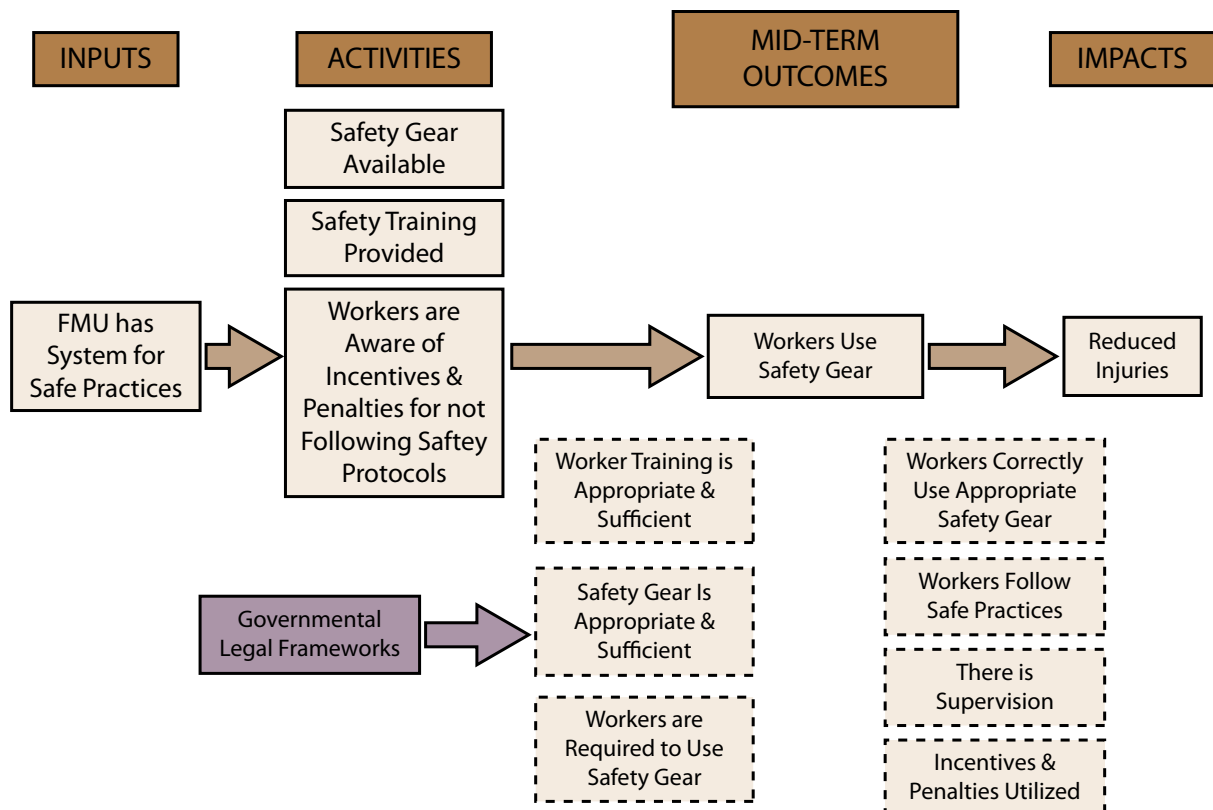 INPUTS
ACTIVITIES
MID-TERM
OUTCOMES
IMPACTS
Safety Gear
Available
Safety Training
Provided
FMU has
System for
Safe Practices
Workers are
Aware of
Incentives &
Penalties for not
Following Saftey
Protocols
Workers Use
Safety Gear
Reduced
Injuries
Worker Training is
Appropriate &
Sufficient
Workers Correctly
Use Appropriate
Safety Gear
Governmental
Legal Frameworks
Safety Gear Is
Appropriate &
Sufficient
Workers Follow
Safe Practices
There is
Supervision
Workers are
Required to Use
Safety Gear
Incentives &
Penalties Utilized